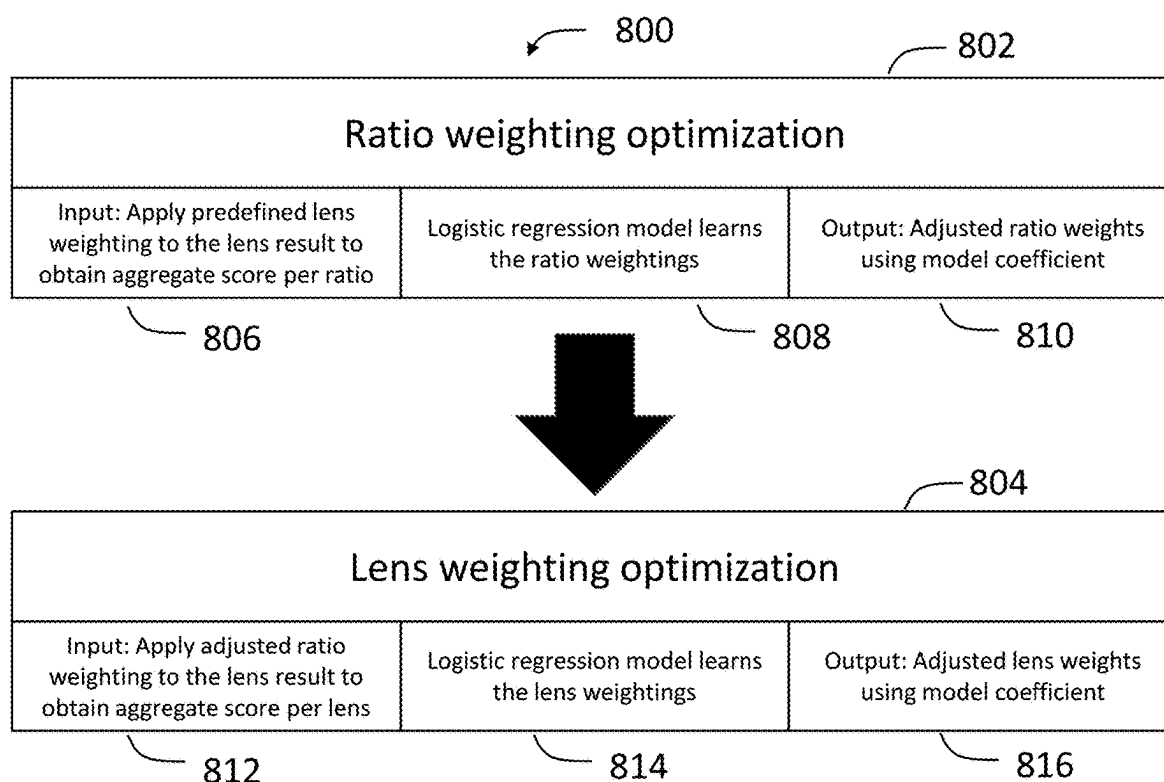 800
802
Ratio weighting optimization
Input: Apply predefined lens
weighting to the lens result to
obtain aggregate score per ratio
Logistic regression model learns
the ratio weightings
Output: Adjusted ratio weights
using model coefficient
806
808
810
804
Lens weighting optimization
Input: Apply adjusted ratio
weighting to the lens result to
obtain aggregate score per lens
Logistic regression model learns
the lens weightings
Output: Adjusted lens weights
using model coefficient
812
814
816